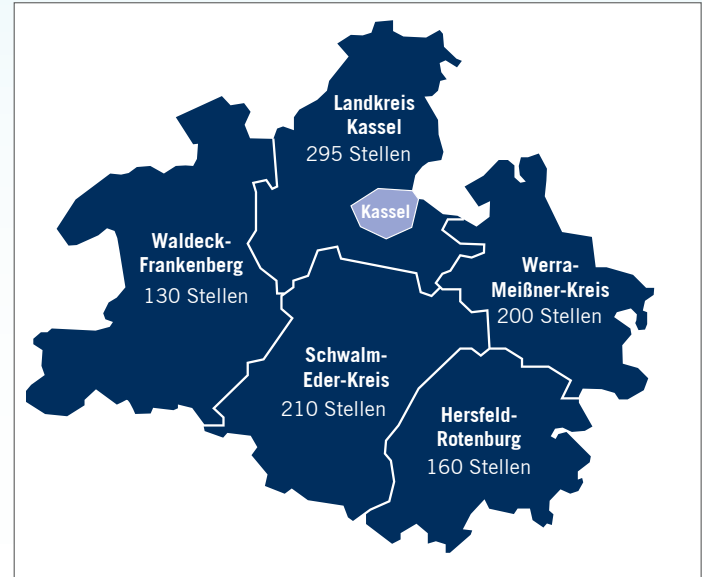 Landkreis
Kassel
295 Stellen
Kassel
Waldeck-
Frankenberg
130 Stellen
Werra-
Meißner-Kreis
200 Stellen
Schwalm-
Eder-Kreis
210 Stellen
Hersfeld-
Rotenburg
160 Stellen